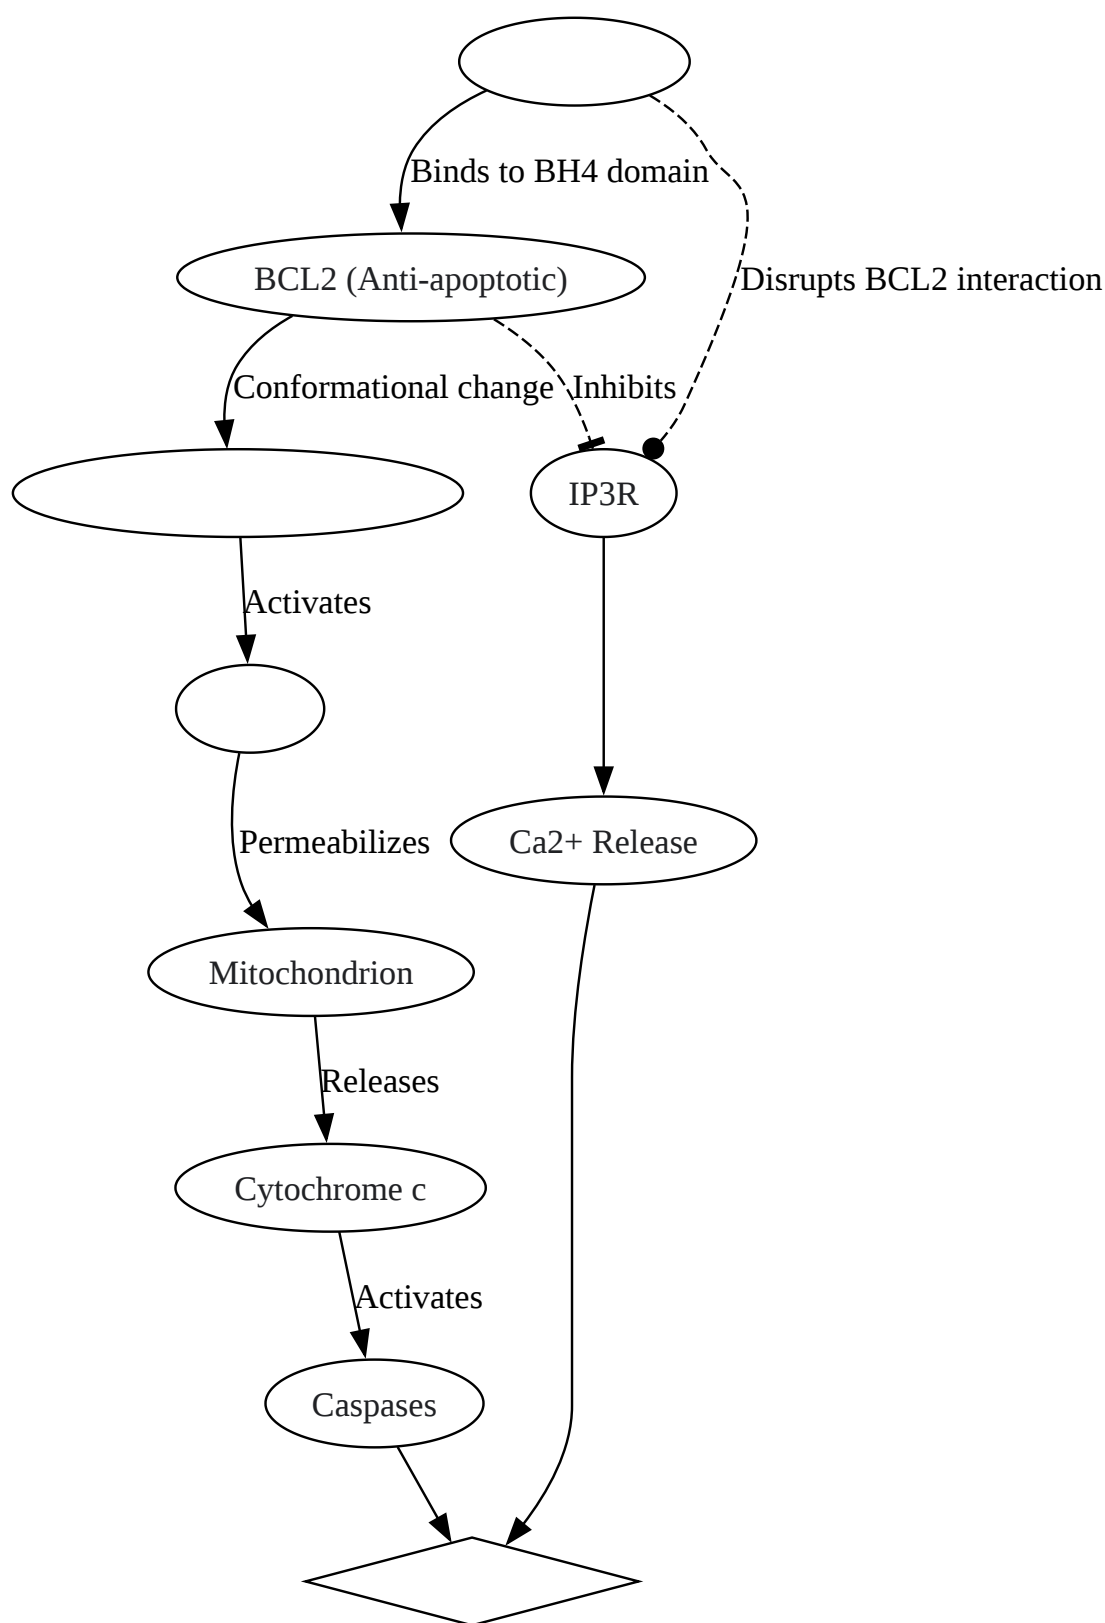 Binds to BH4 domain
BCL2 (Anti-apoptotic)
Disrupts BCL2 interaction
Conformational change
Inhibits
IP3R
Activates
Permeabilizes
Ca2+ Release
Mitochondrion
Releases
Cytochrome c
Activates
Caspases